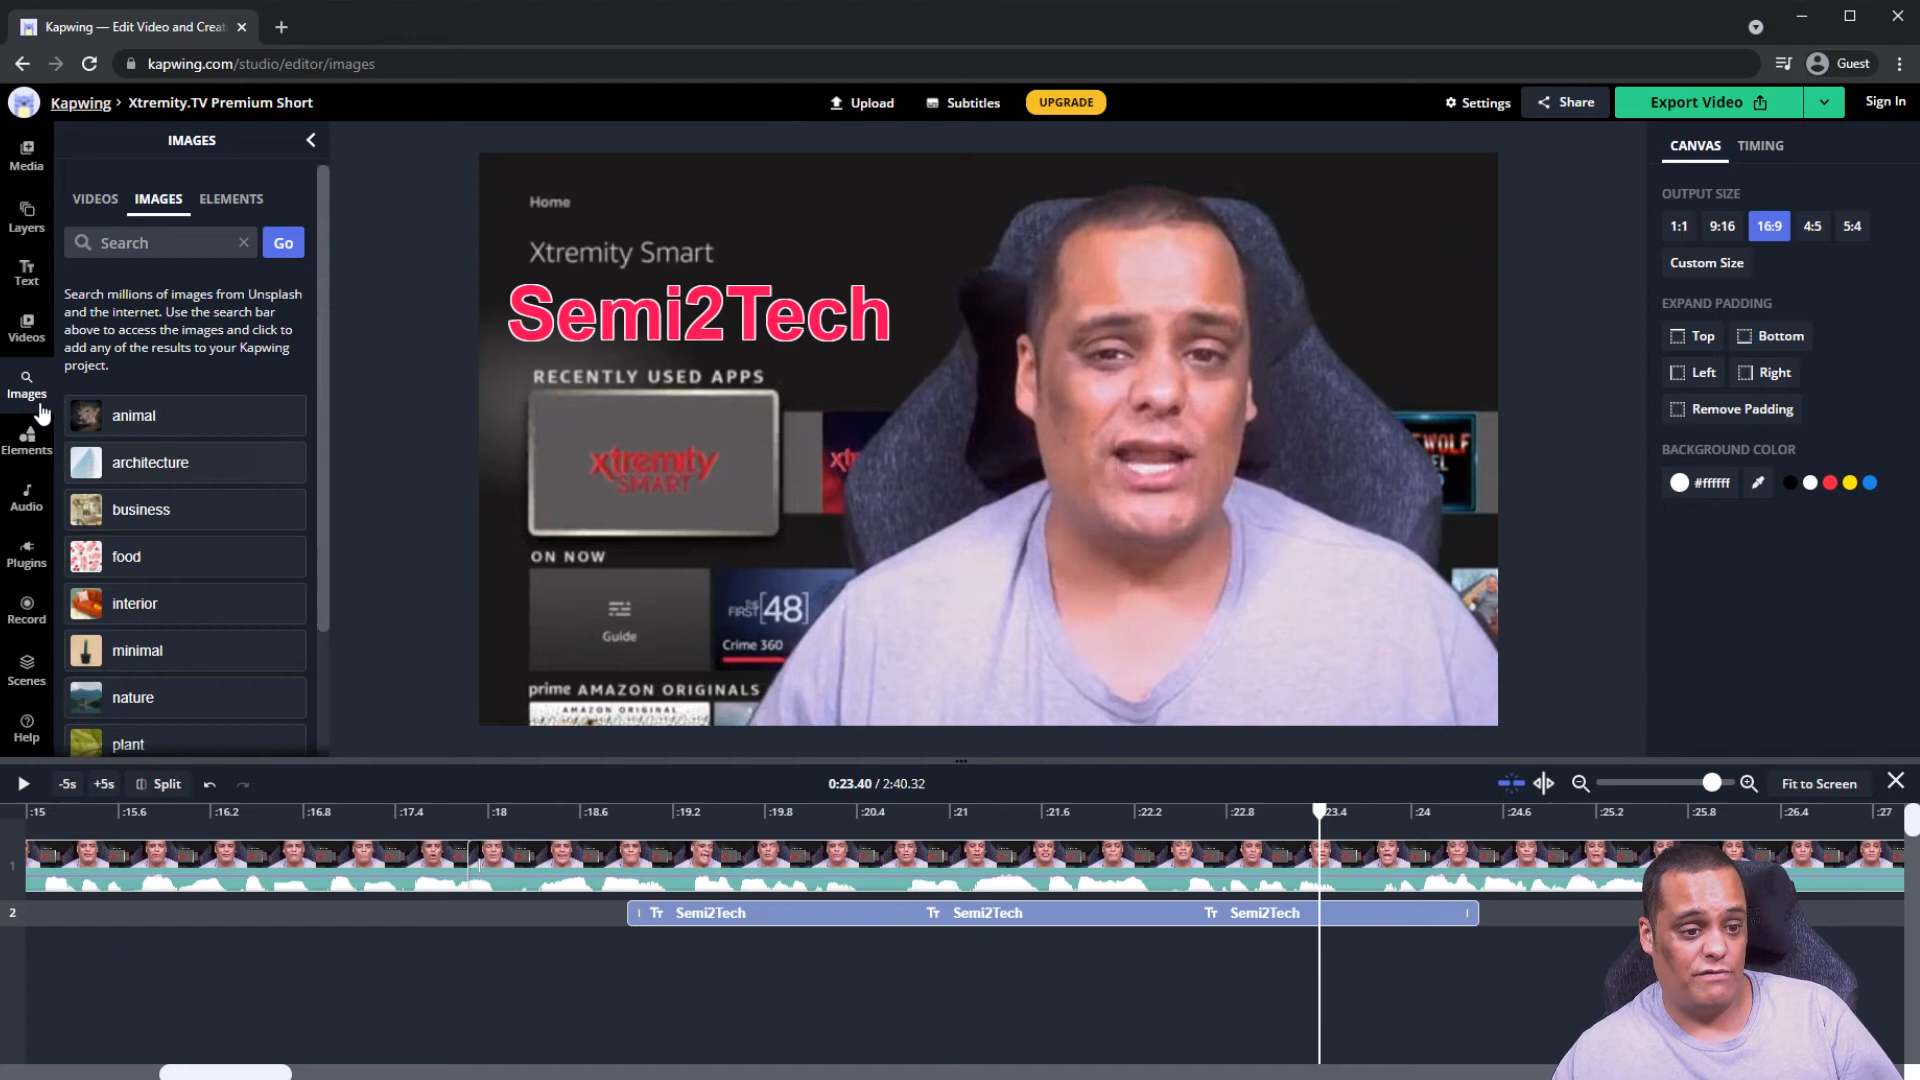 Kapwing — Edit Video and Creat
kapwing.com/studio/editor/images
Guest
Kapwing › Xtremity.TV Premium Short
Upload
Subtitles
UPGRADE
Settings
Share
Export Video
Sign In
Media
Layers
Text
Videos
Images
Elements
Audio
Plugins
Record
Scenes
Help
IMAGES
VIDEOS IMAGES ELEMENTS
Search
Go
Search millions of images from Unsplash
and the internet. Use the search bar
above to access the images and click to
add any of the results to your Kapwing
project.
animal
architecture
business
food
interior
minimal
nature
plant
Home
Xtremity Smart
Semi2Tech
RECENTLY USED APPS
xtremity
SMART
ON NOW
Guide
THE FIRST [48]
Crime 360
prime AMAZON ORIGINALS
AMAZON ORIGINAL
CANVAS TIMING
OUTPUT SIZE
1:1 9:16 16:9 4:5 5:4
Custom Size
EXPAND PADDING
Top Bottom
Left Right
Remove Padding
BACKGROUND COLOR
#ffffff
-5s +5s Split
0:23.40 / 2:40.32
Fit to Screen
:15 :15.6 :16.2 :16.8 :17.4 :18 :18.6 :19.2 :19.8 :20.4 :21 :21.6 :22.2 :22.8 :23.4 :24 :24.6 :25.2 :25.8 :26.4 :27
1
2
Tт Semi2Tech Tт Semi2Tech Tт Semi2Tech